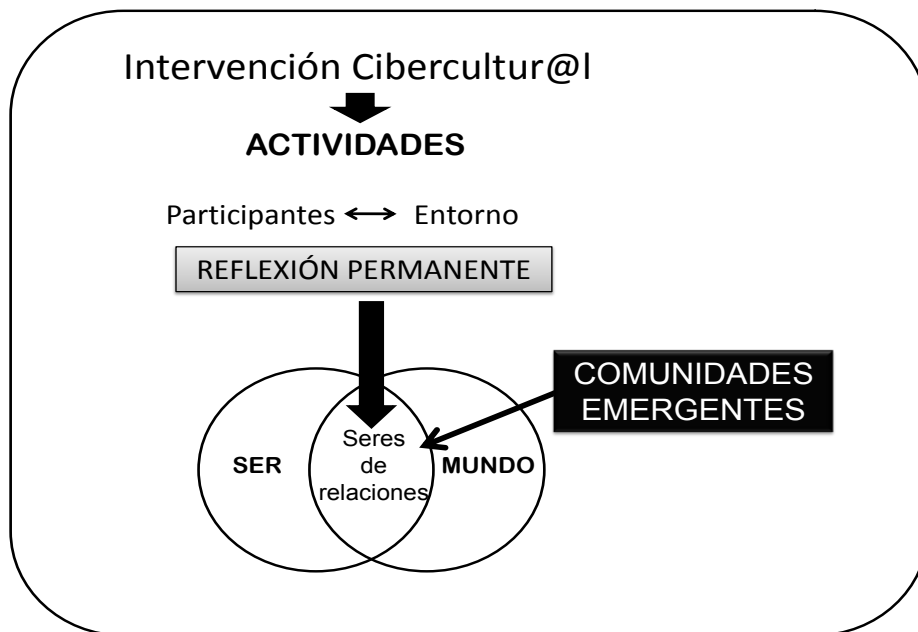 Intervención Cibercultur@l
ACTIVIDADES
Participantes ↔ Entorno
REFLEXIÓN PERMANENTE
COMUNIDADES
EMERGENTES
SER
Seres
de
relaciones
MUNDO